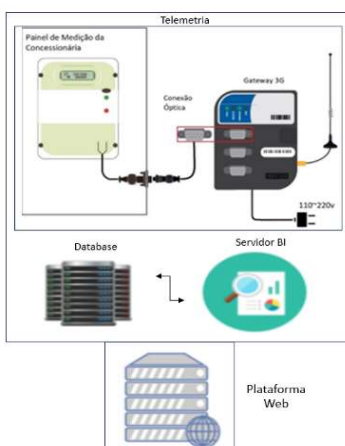 Telemetria
Painel de Medição da
Concessionária
Gateway 3G
Conexão
Óptica
110~220v
Database
Servidor BI
Plataforma
Web